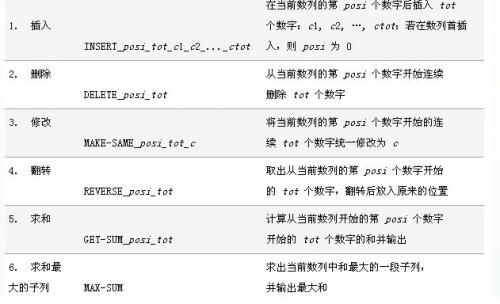 在当前数列的第 posi 个数字后插入 tot
1. 插入
个数字：c1, c2, …, ctot；若在数列首插
INSERT_posi_tot_c1_c2_..._ctot
入，则 posi 为 0
2. 删除
从当前数列的第 posi 个数字开始连续
DELETE_posi_tot
删除 tot 个数字
3. 修改
将当前数列的第 posi 个数字开始的连
MAKE-SAME_posi_tot_c
续 tot 个数字统一修改为 c
4. 翻转
取出从当前数列的第 posi 个数字开始
REVERSE_posi_tot
的 tot 个数字，翻转后放入原来的位置
5. 求和
计算从当前数列开始的第 posi 个数字
GET-SUM_posi_tot
开始的 tot 个数字的和并输出
6. 求和最
求出当前数列中和最大的一段子列，
大的子列
MAX-SUM
并输出最大和